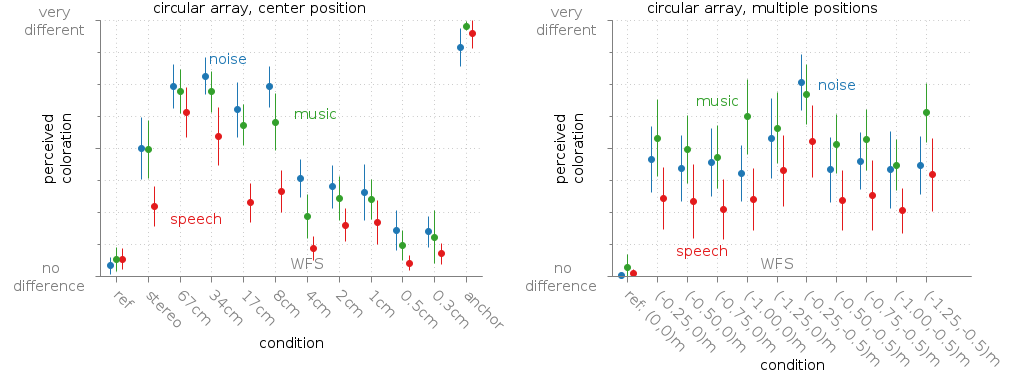 circular array, center position
very
different
noise
music
perceived
coloration
speech
WFS
no
difference
ref
stereo
67cm
34cm
17cm
8cm
4cm
2cm
1cm
0.5cm
0.3cm
anchor
condition
circular array, multiple positions
very
different
noise
music
perceived
coloration
speech
WFS
no
difference
ref. (0,0)m
(-0.25,0)m
(-0.50,0)m
(-0.75,0)m
(-1.00,0)m
(-1.25,0)m
(-0.25,-0.5)m
(-0.50,-0.5)m
(-0.75,-0.5)m
(-1.00,-0.5)m
(-1.25,-0.5)m
condition